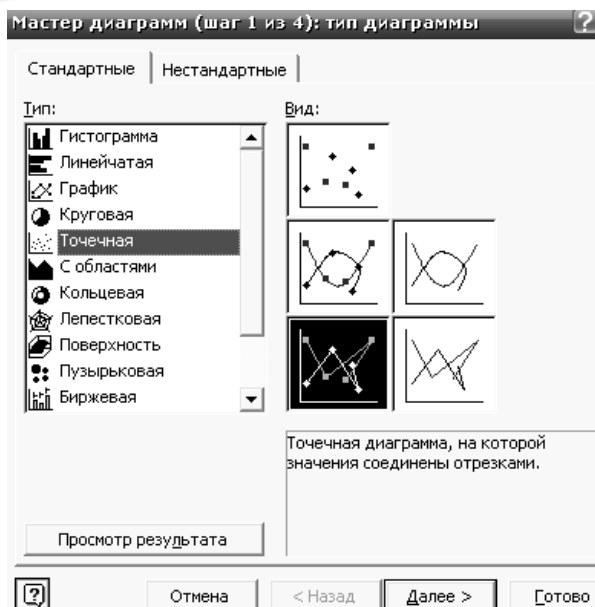 Мастер диаграмм (шаг 1 из 4): тип диаграммы ?
Стандартные Нестандартные
Тип:
Гистограмма
Линейчатая
График
Круговая
Точечная
С областями
Кольцевая
Лепестковая
Поверхность
Пузырьковая
Биржевая
Вид:
Точечная диаграмма, на которой
значения соединены отрезками.
Просмотр результата
? Отмена < Назад Далее > Готово